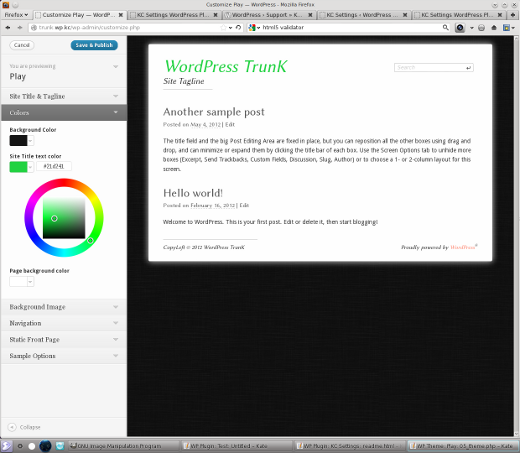 Customize Play — WordPress - Mozilla Firefox
Firefox
Customize Play — WordP...
KC Settings WordPress Pl...
WordPress › Support » K...
KC Settings ‹ WordPress ...
KC Settings WordPress Pl...
trunk.wp.kc/wp-admin/customize.php
html5 validator
Cancel
Save & Publish
You are previewing
Play
Site Title & Tagline
Colors
Background Color
Site Title text color
Page background color
Background Image
Navigation
Static Front Page
Sample Options
Collapse
WordPress TrunK
Site Tagline
Search
Another sample post
Posted on May 4, 2012 | Edit
The title field and the big Post Editing Area are fixed in place, but you can reposition all the other boxes using drag and
drop, and can minimize or expand them by clicking the title bar of each box. Use the Screen Options tab to unhide more
boxes (Excerpt, Send Trackbacks, Custom Fields, Discussion, Slug, Author) or to choose a 1- or 2-column layout for this
screen.
Hello world!
Posted on February 16, 2012 | Edit
Welcome to WordPress. This is your first post. Edit or delete it, then start blogging!
CopyLeft © 2012 WordPress TrunK
Proudly powered by WordPress
GNU Image Manipulation Program
WP Plugin: Test: Untitled – Kate
WP Plugin: KC Settings: readme.html
WP Theme: Play: 05_theme.php – Kate